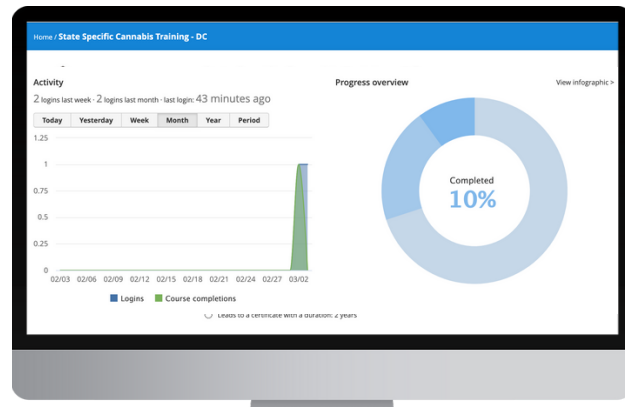 Home / State Specific Cannabis Training - DC
Activity
2 logins last week · 2 logins last month · last login: 43 minutes ago
Today Yesterday Week Month Year Period
1.25
1
0.75
0.5
0.25
0
02/03 02/06 02/09 02/12 02/15 02/18 02/21 02/24 02/27 03/02
Logins Course completions
Progress overview
View infographic >
Completed
10%
Leads to a certificate with a duration: 2 years